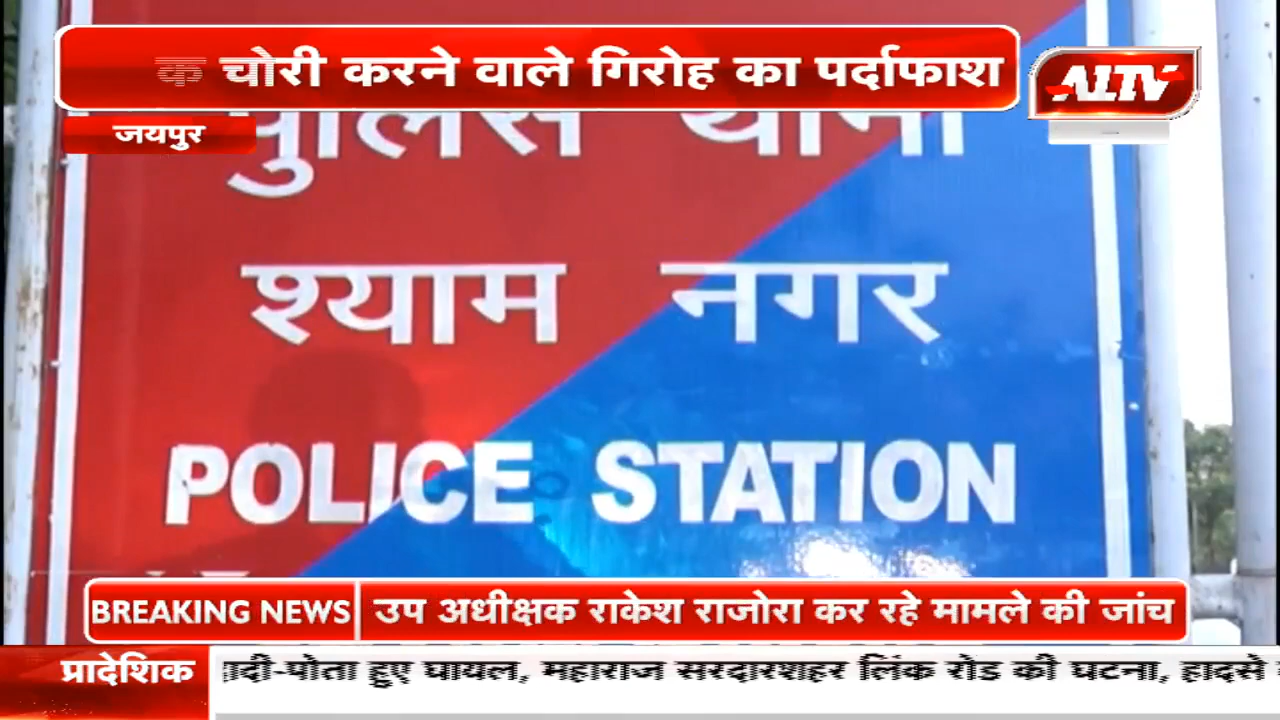 चोरी करने वाले गिरोह का पर्दाफाश
ALTV
जयपुर
पुलिस थाना
श्याम नगर
POLICE STATION
BREAKING NEWS उप अधीक्षक राकेश राजोरा कर रहे मामले की जांच
प्रादेशिक हुए घायल, महाराज सरदारशहर लिंक रोड की घटना, हादसे